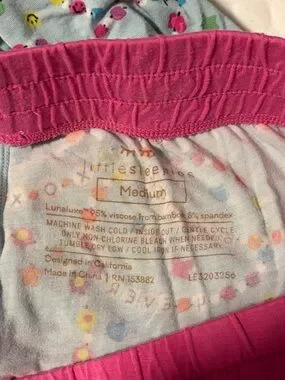 littlesleepies
Medium
Lunaluxe™ 95% viscose from bamboo, 5% spandex
MACHINE WASH COLD / INSIDE OUT / GENTLE CYCLE
ONLY NON-CHLORINE BLEACH WHEN NEEDED
TUMBLE DRY LOW / COOL IRON IF NECESSARY
Designed in California
Made in China | RN 153882 LE3203256